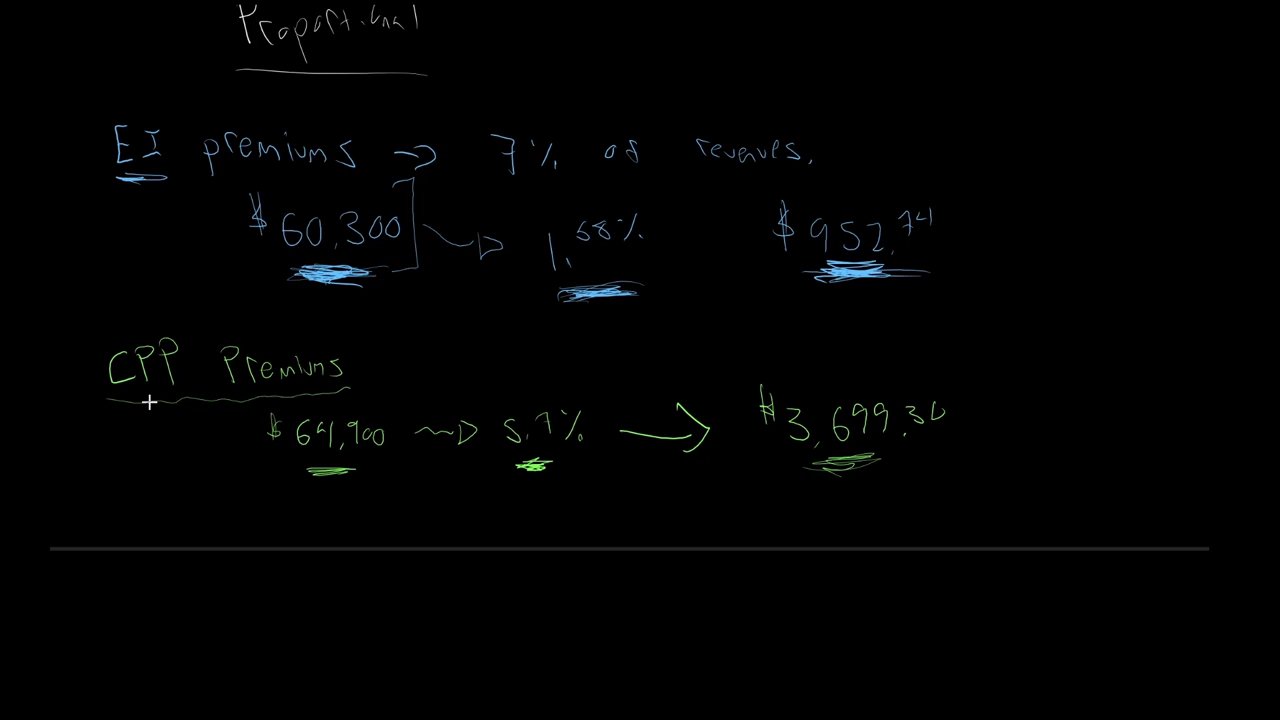 Proportional
EI premiums → 7% of revenues.
$60,300 → 1.58% $952.74
CPP Premiums
$64,900 → 5.7% → $3,699.30